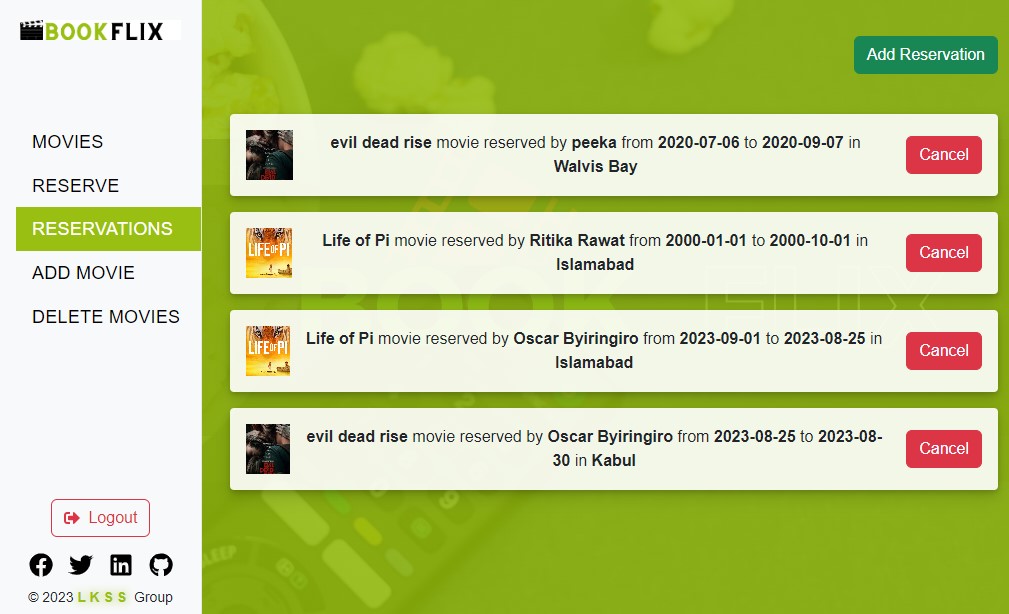 BOOKFLIX
MOVIES
RESERVE
RESERVATIONS
ADD MOVIE
DELETE MOVIES
Logout
© 2023 L K S S Group
Add Reservation
evil dead rise movie reserved by peeka from 2020-07-06 to 2020-09-07 in
Walvis Bay
Cancel
LIFE OF PI
Life of Pi movie reserved by Ritika Rawat from 2000-01-01 to 2000-10-01 in
Islamabad
Cancel
LIFE OF PI
Life of Pi movie reserved by Oscar Byiringiro from 2023-09-01 to 2023-08-25 in
Islamabad
Cancel
evil dead rise movie reserved by Oscar Byiringiro from 2023-08-25 to 2023-08-
30 in Kabul
Cancel
BOOK FLIX
SLEEP